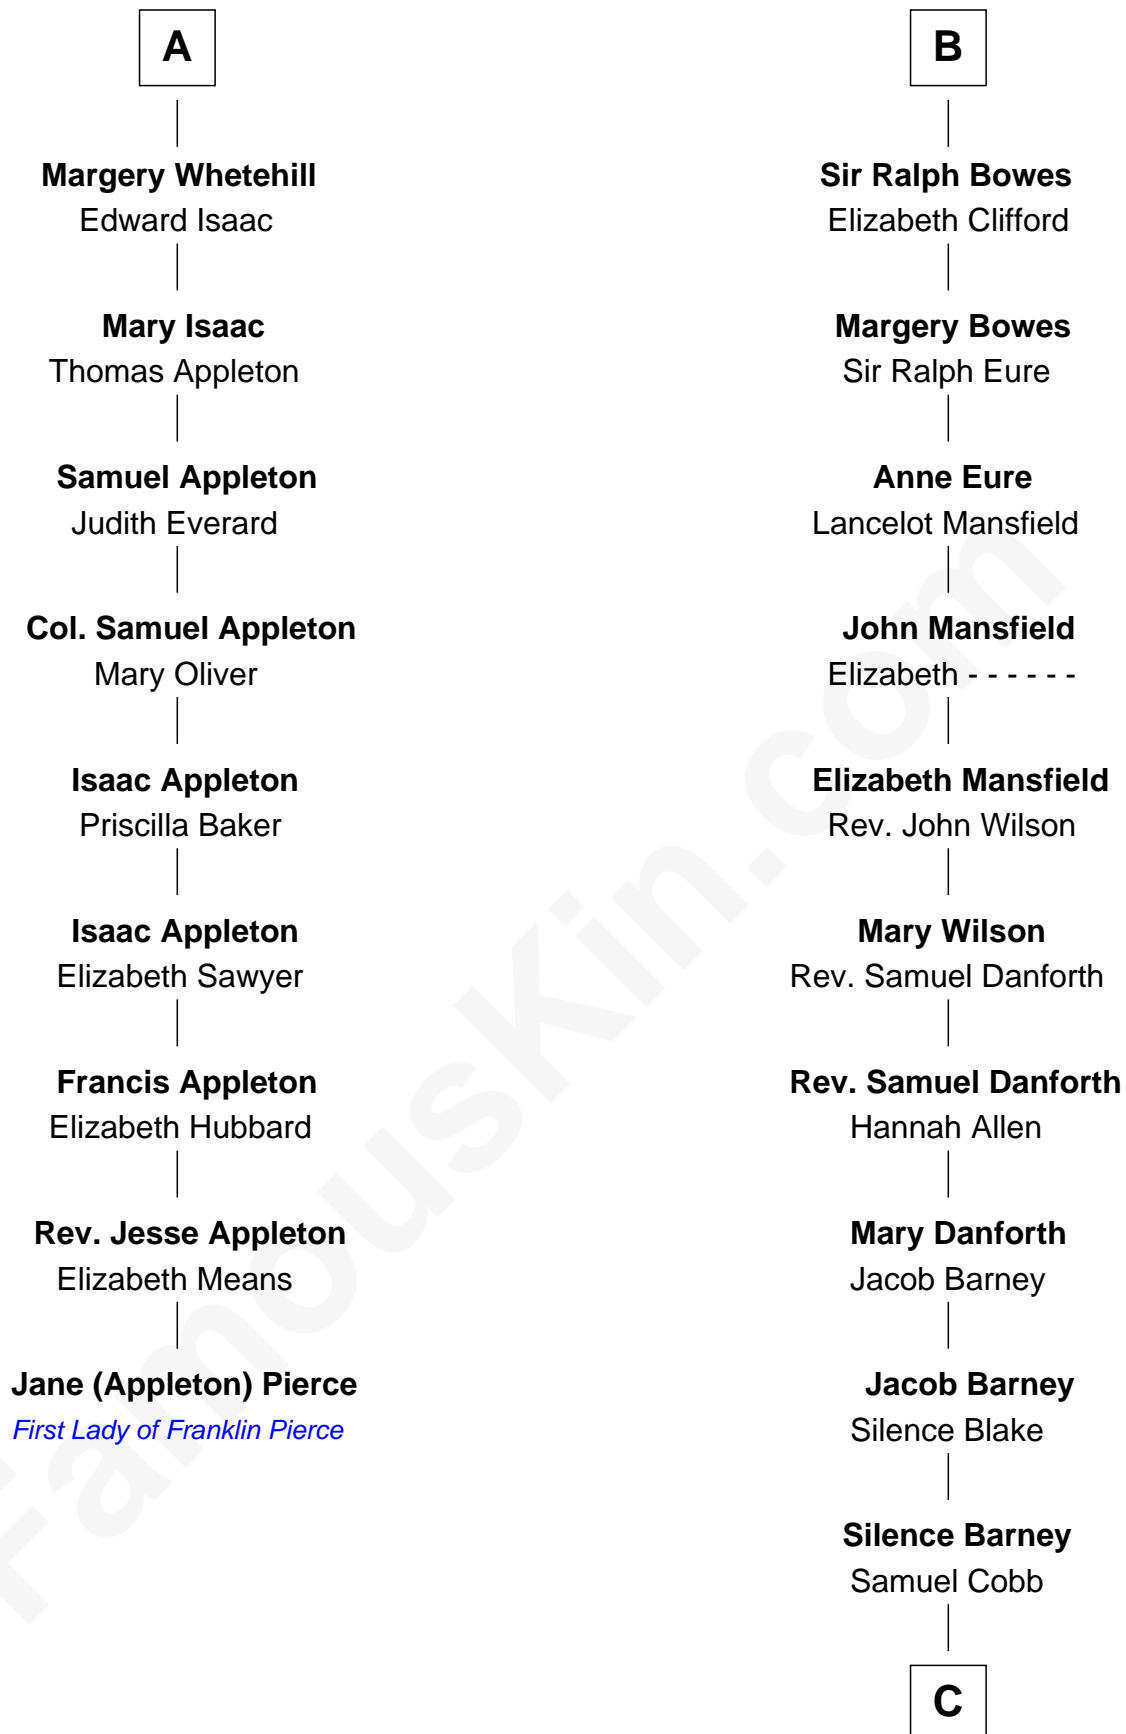 A
Margery Whetehill
Edward Isaac
Mary Isaac
Thomas Appleton
Samuel Appleton
Judith Everard
Col. Samuel Appleton
Mary Oliver
Isaac Appleton
Priscilla Baker
Isaac Appleton
Elizabeth Sawyer
Francis Appleton
Elizabeth Hubbard
Rev. Jesse Appleton
Elizabeth Means
Jane (Appleton) Pierce
First Lady of Franklin Pierce
B
Sir Ralph Bowes
Elizabeth Clifford
Margery Bowes
Sir Ralph Eure
Anne Eure
Lancelot Mansfield
John Mansfield
Elizabeth - - - - - -
Elizabeth Mansfield
Rev. John Wilson
Mary Wilson
Rev. Samuel Danforth
Rev. Samuel Danforth
Hannah Allen
Mary Danforth
Jacob Barney
Jacob Barney
Silence Blake
Silence Barney
Samuel Cobb
C
FamousKin.com